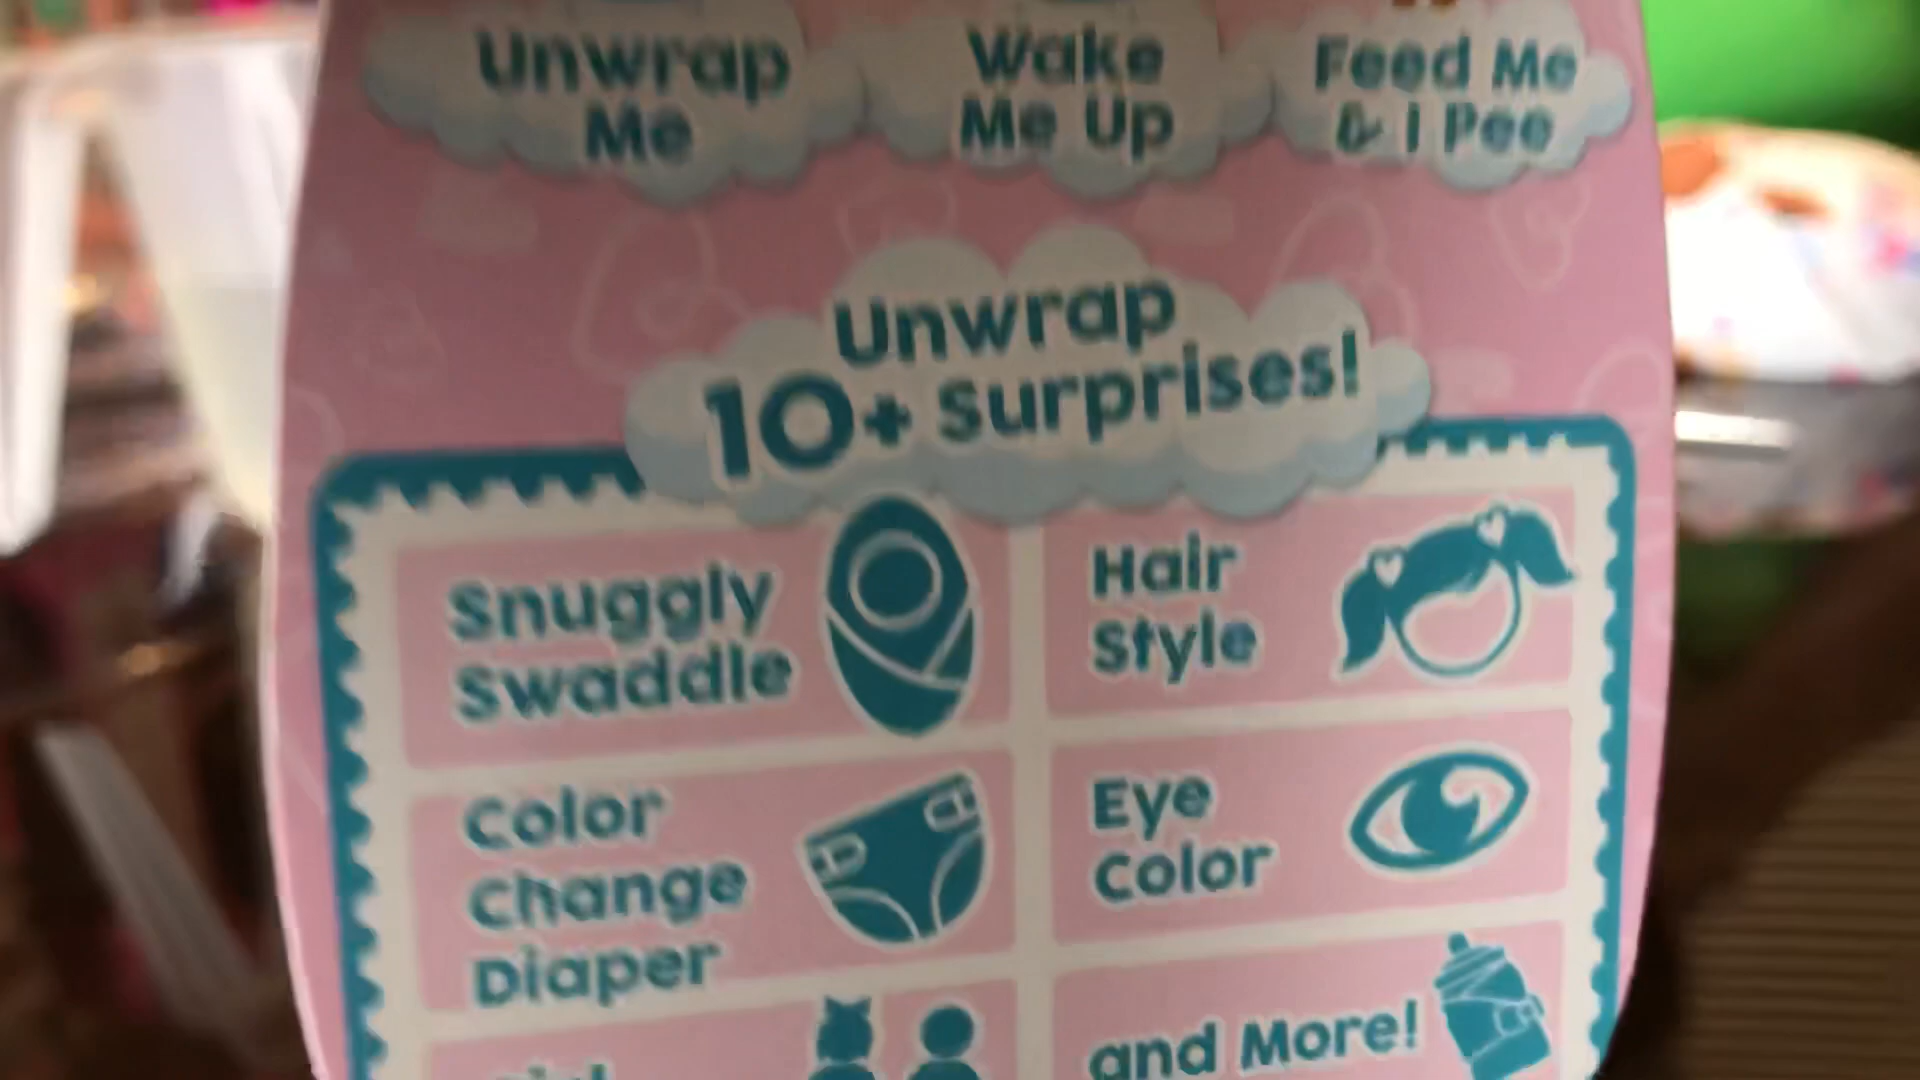 Unwrap
Me
Wake
Me Up
Feed Me
& I Pee
Unwrap
10+ Surprises!
Snuggly
Swaddle
Hair
Style
Color
Change
Diaper
Eye
Color
and More!